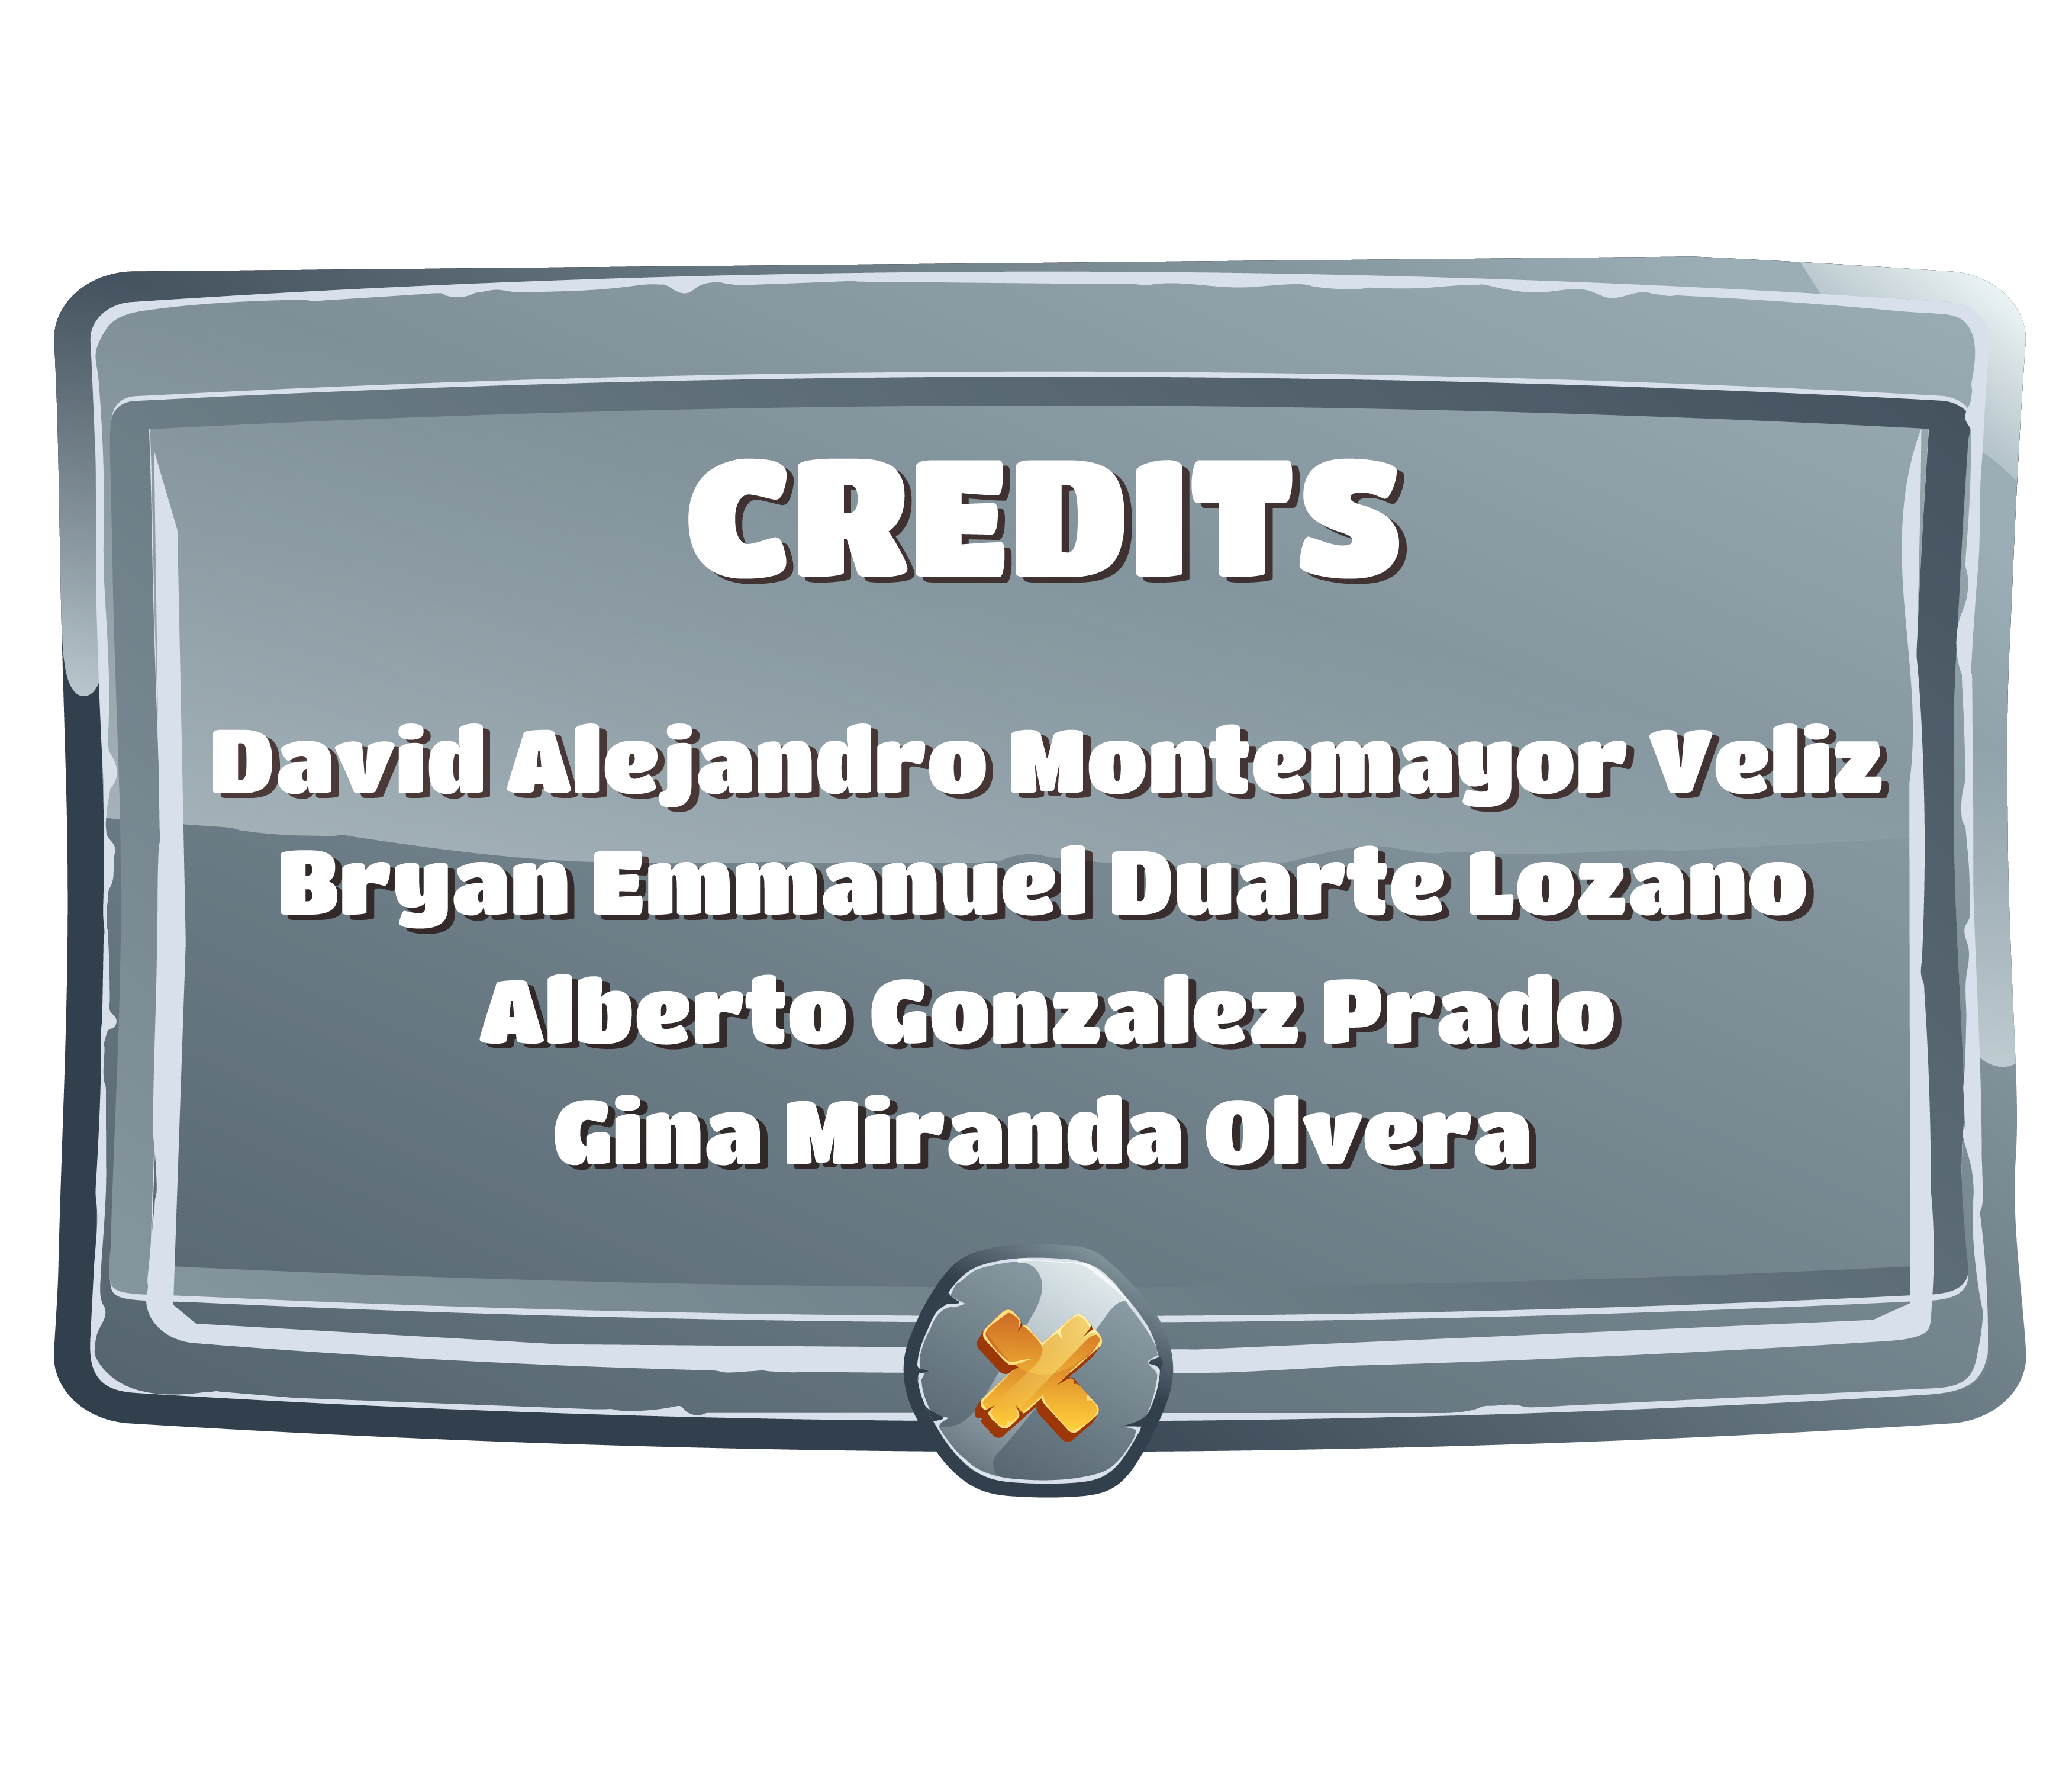 CREDITS
David Alejandro Montemayor Veliz
Bryan Emmanuel Duarte Lozano
Alberto Gonzalez Prado
Gina Miranda Olvera